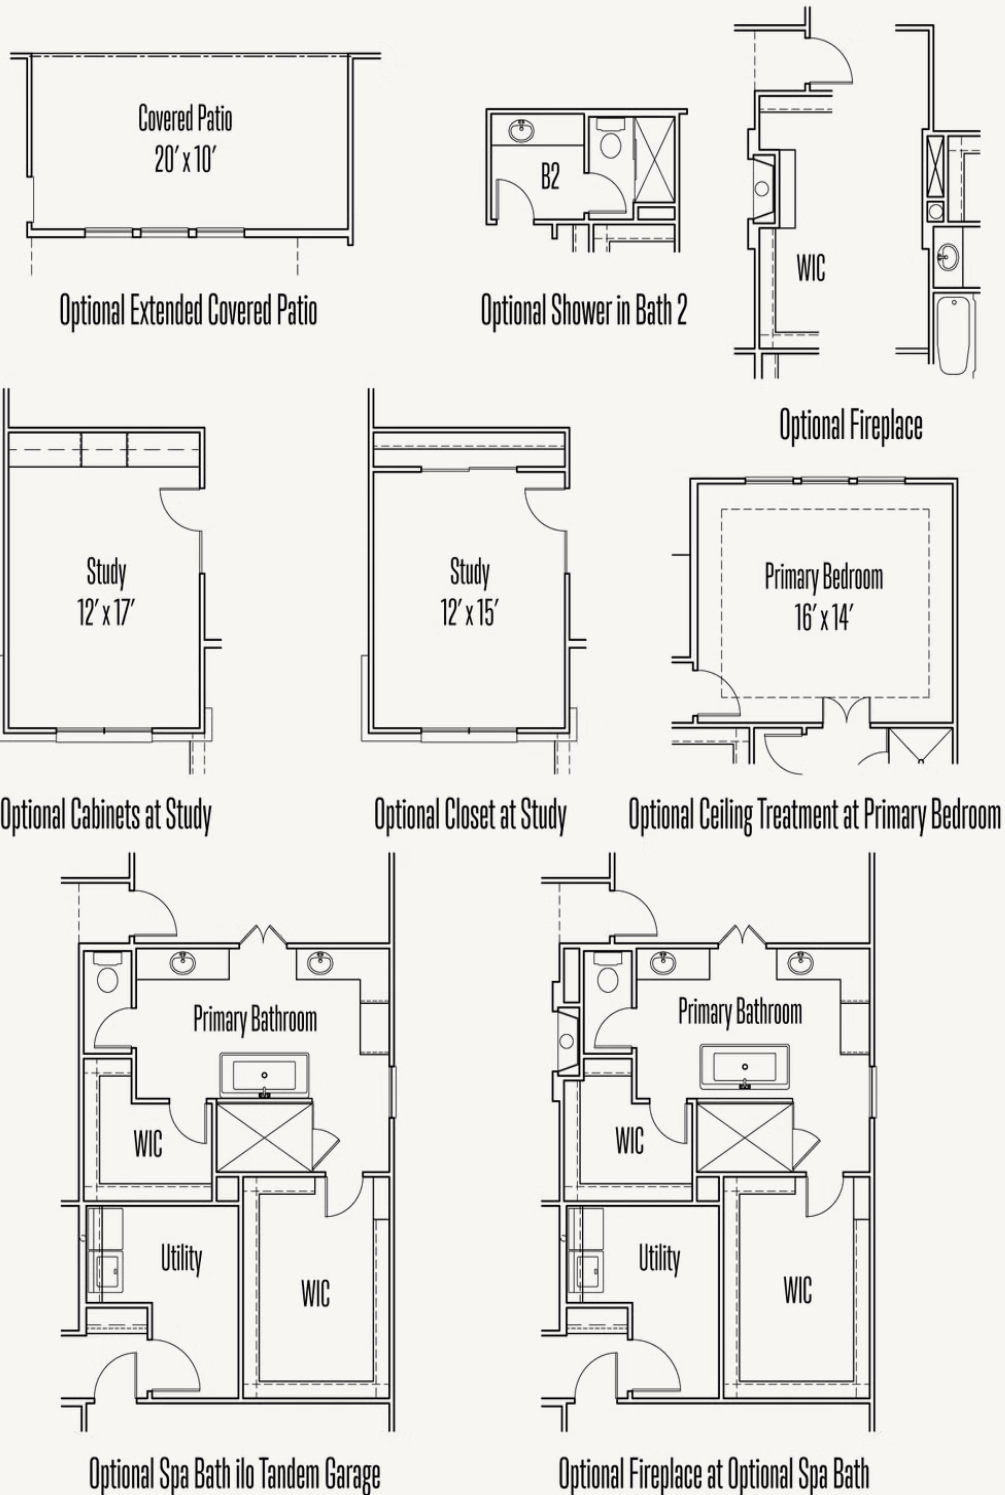 Covered Patio
20' x 10'
Optional Extended Covered Patio
B2
Optional Shower in Bath 2
WIC
Optional Fireplace
Study
12' x 17'
Optional Cabinets at Study
Study
12' x 15'
Optional Closet at Study
Primary Bedroom
16' x 14'
Optional Ceiling Treatment at Primary Bedroom
Primary Bathroom
WIC
Utility
WIC
Optional Spa Bath ilo Tandem Garage
Primary Bathroom
WIC
Utility
WIC
Optional Fireplace at Optional Spa Bath